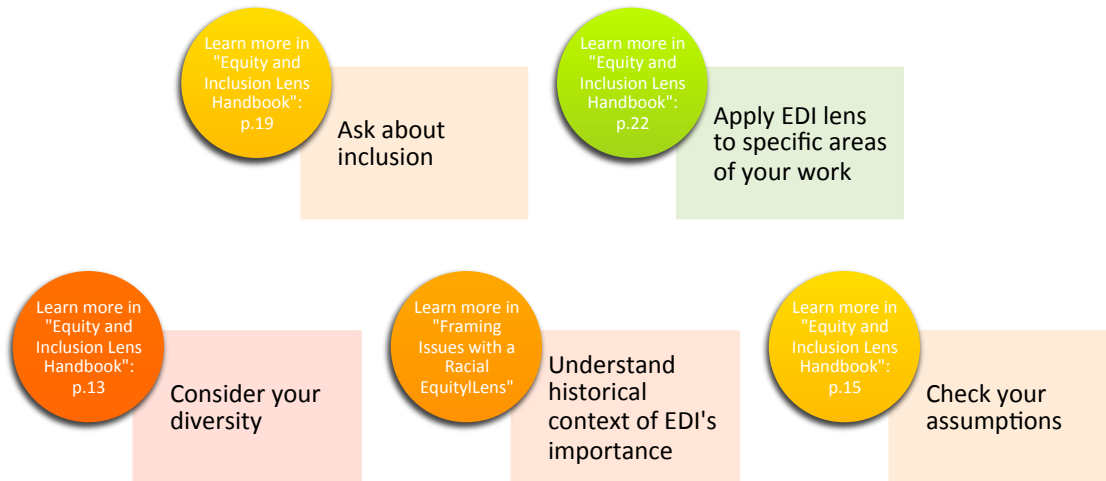 Learn more in
"Equity and
Inclusion Lens
Handbook":
p.19
Ask about
inclusion
Learn more in
"Equity and
Inclusion Lens
Handbook":
p.22
Apply EDI lens
to specific areas
of your work
Learn more in
"Equity and
Inclusion Lens
Handbook":
p.13
Consider your
diversity
Learn more in
"Framing
Issues with a
Racial
Equity|Lens"
Understand
historical
context of EDI's
importance
Learn more in
"Equity and
Inclusion Lens
Handbook":
p.15
Check your
assumptions